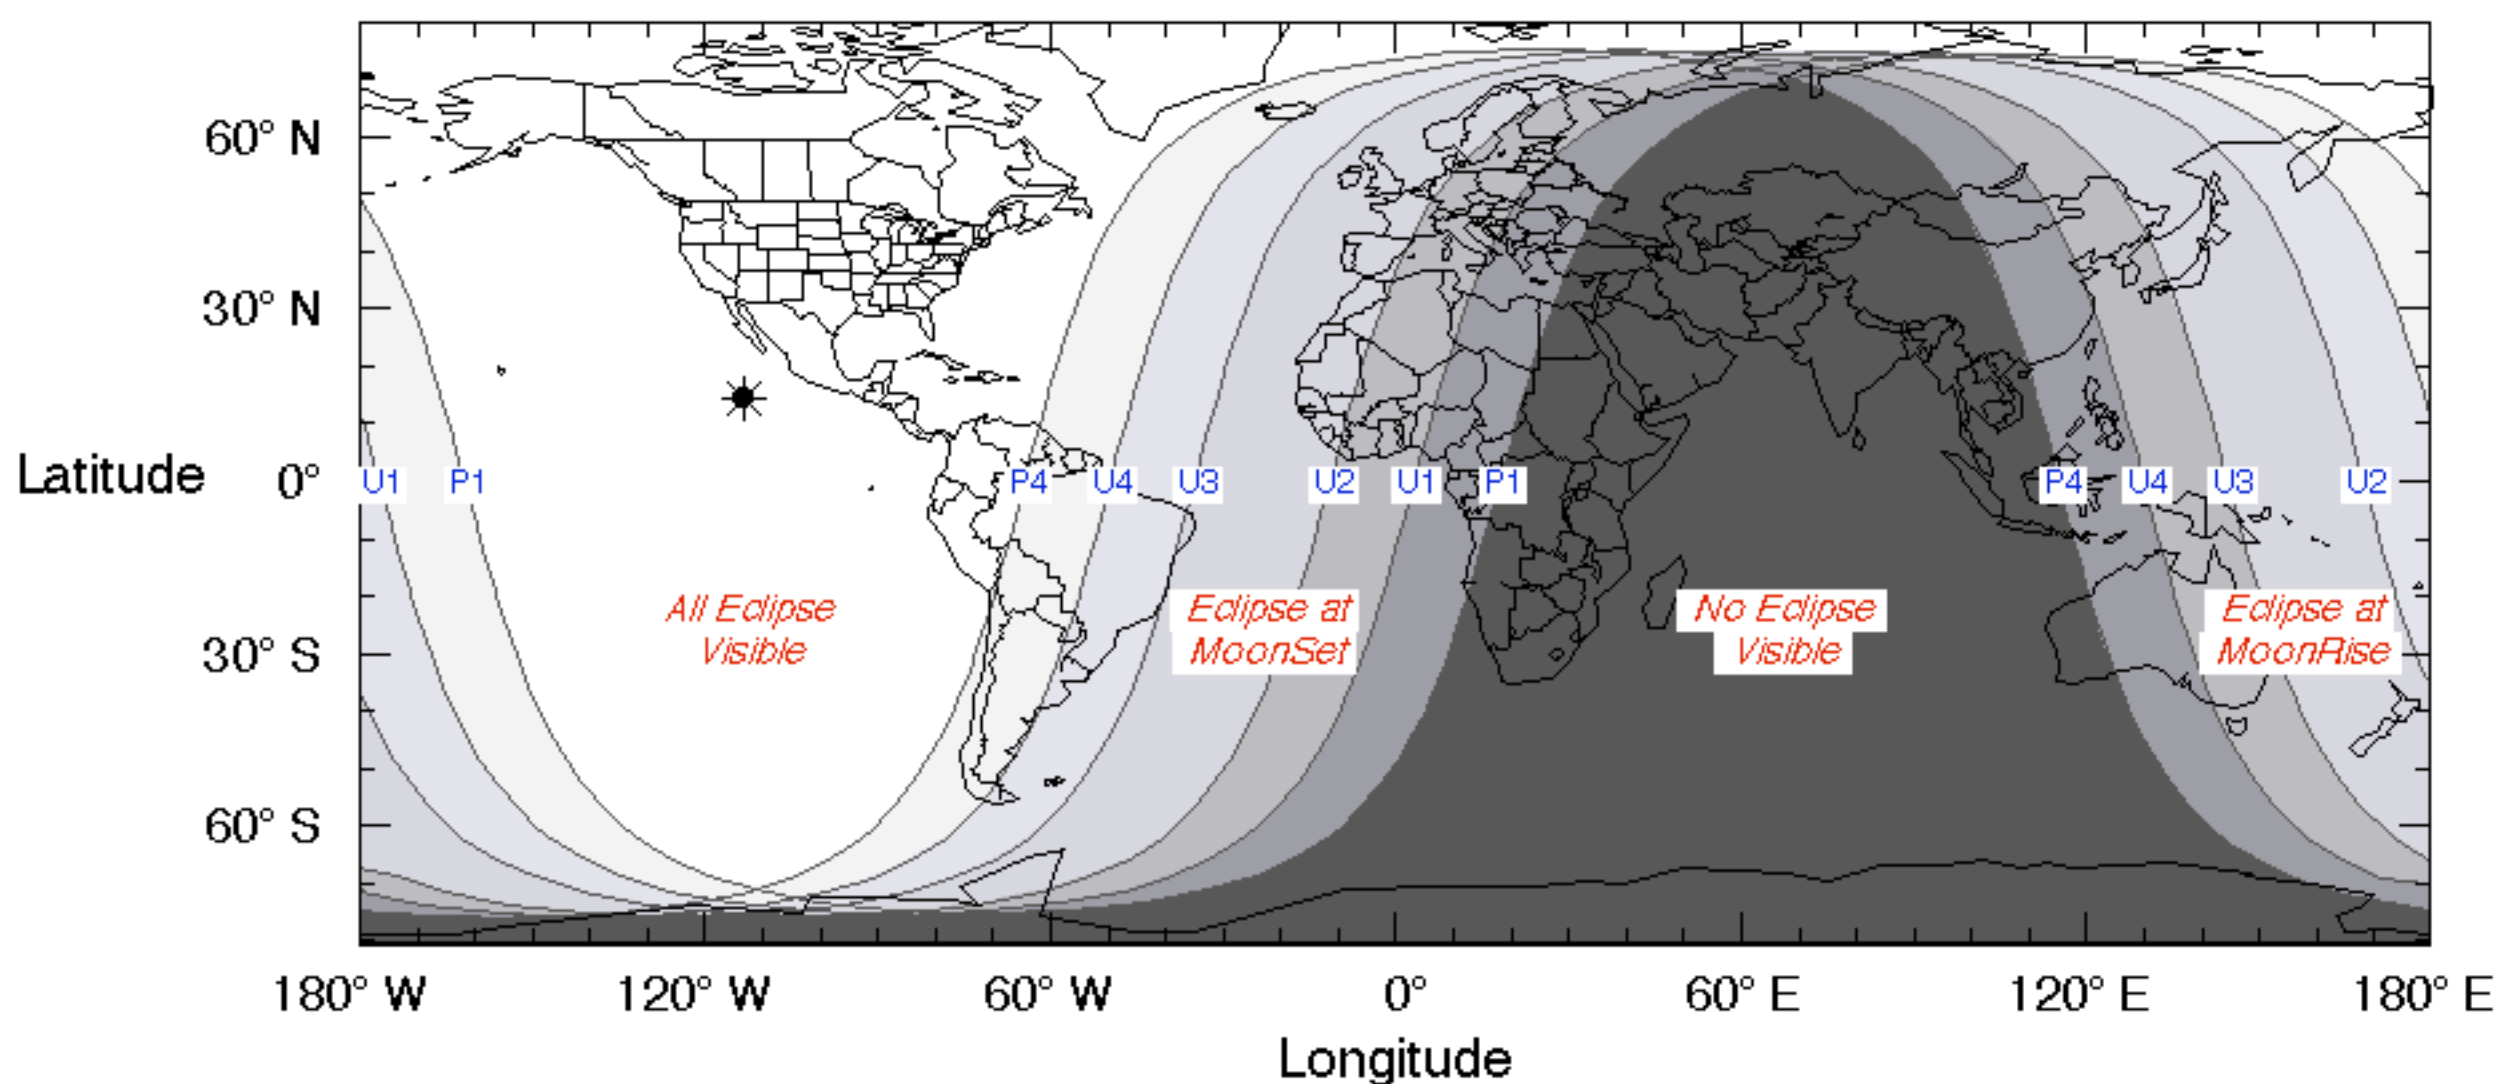 60° N
30° N
Latitude 0°
U1 P1 P4 U4 U3 U2 U1 P1 P4 U4 U3 U2
All Eclipse
Visible
Eclipse at
MoonSet
No Eclipse
Visible
Eclipse at
MoonRise
30° S
60° S
180° W 120° W 60° W 0° 60° E 120° E 180° E
Longitude